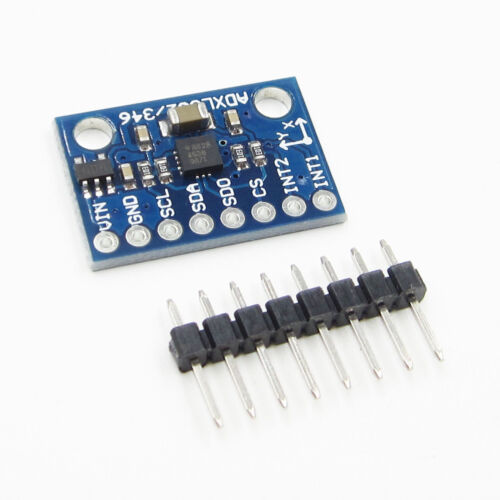 ADXL362/346
X
Y
VIN
GND
SCL
SDA
SDO
CS
INT2
INT1